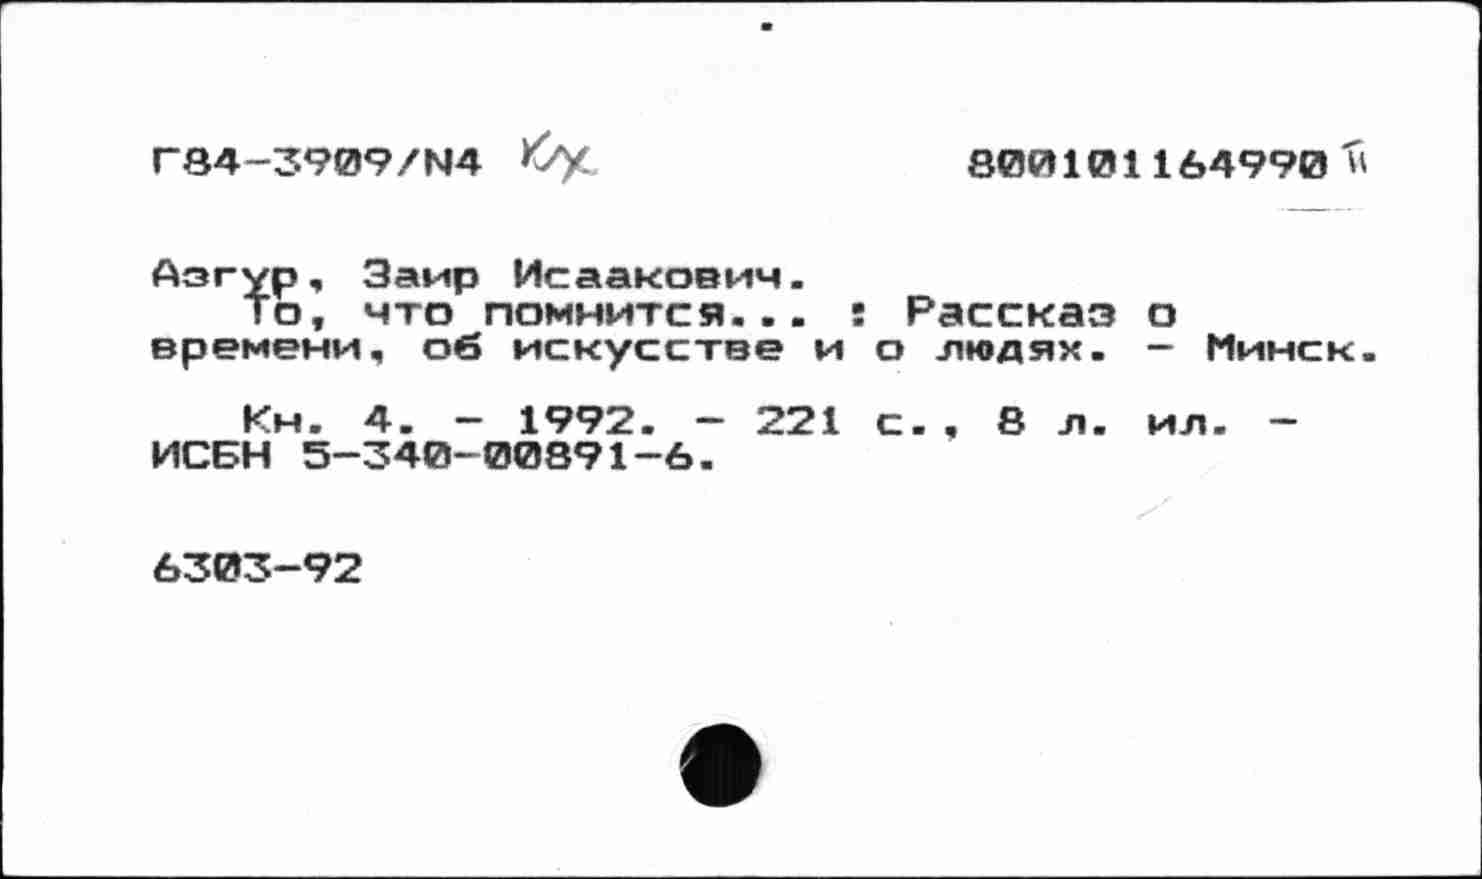 Г84-3909/N4 кх 800101164990 II
Азгур, Заир Исаакович.
То, что помнится... : Рассказ о
времени, об искусстве и о людях. - Минск.
Кн. 4. - 1992. - 221 с., 8 л. ил. -
ИСБН 5-340-00891-6.
6303-92